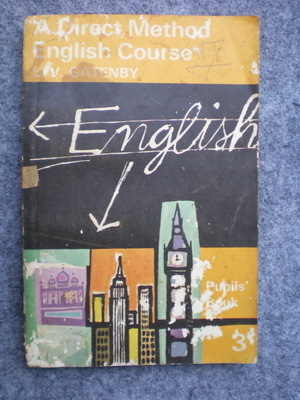 A Direct Method
English Course
E.V. GATENBY
English
Pupils'
Book
3